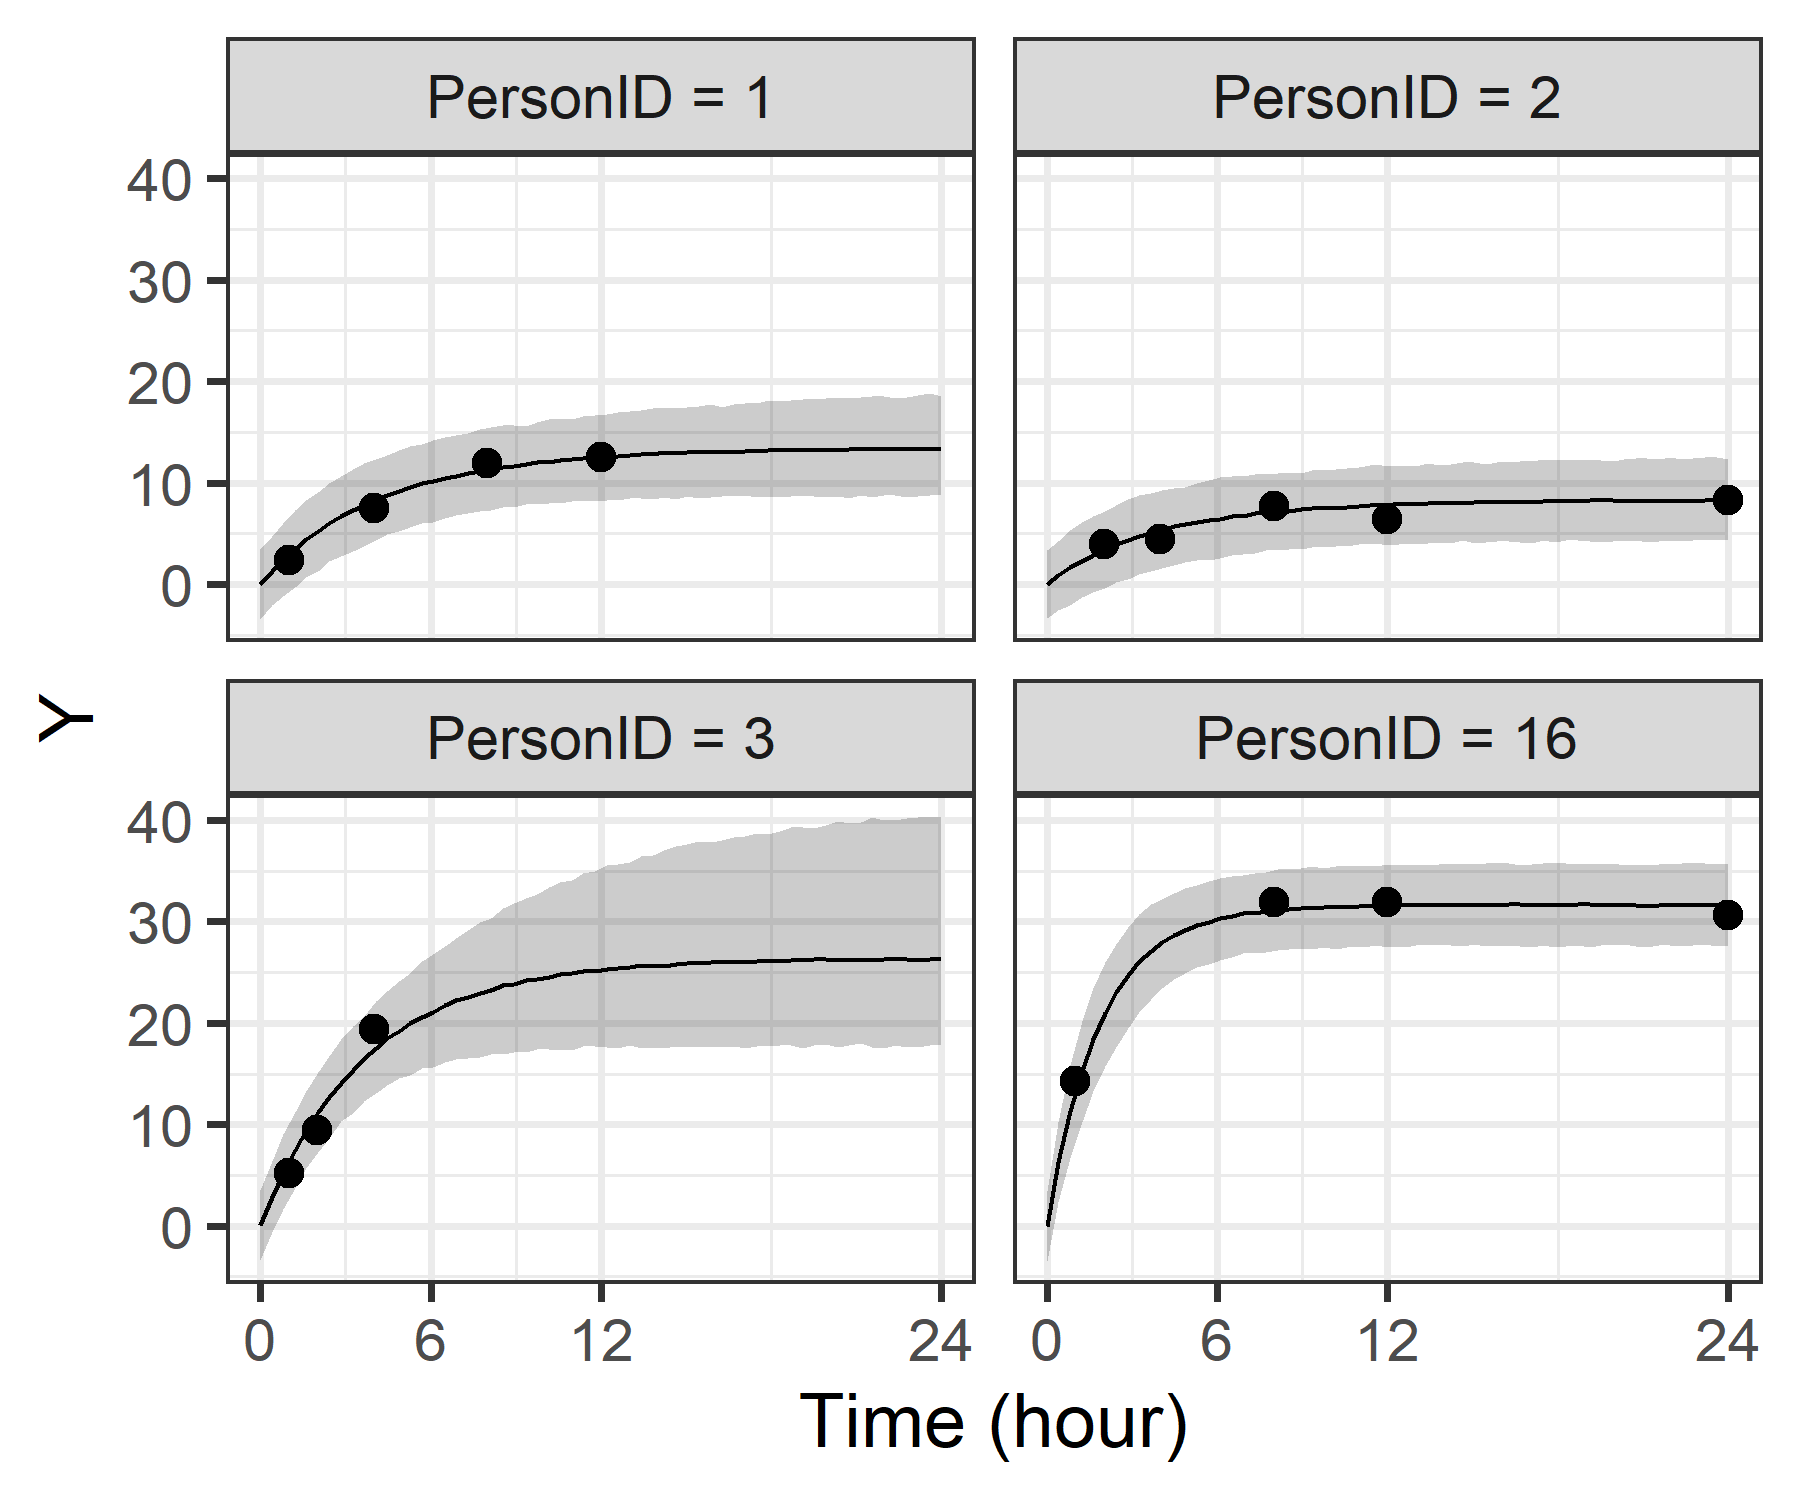 PersonID = 1
PersonID = 2
40
30
20
10
0
Y
PersonID = 3
PersonID = 16
40
30
20
10
0
0 6 12 24
0 6 12 24
Time (hour)